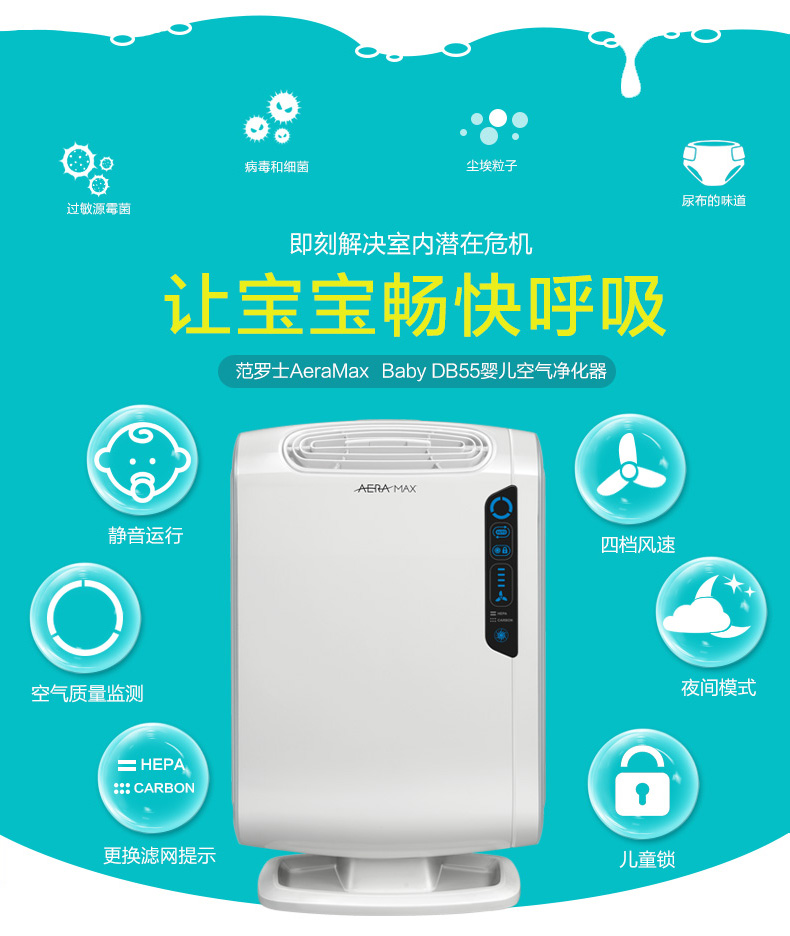 病毒和细菌
尘埃粒子
过敏源霉菌
尿布的味道
即刻解决室内潜在危机
让宝宝畅快呼吸
范罗士AeraMax Baby DB55婴儿空气净化器
AERA MAX
HEPA
CARBON
静音运行
四档风速
空气质量监测
夜间模式
HEPA
CARBON
更换滤网提示
儿童锁